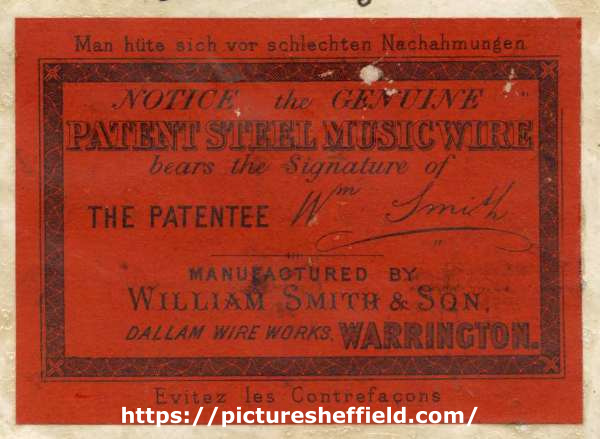 Man hüte sich vor schlechten Nachahmungen
NOTICE the GENUINE
PATENT STEEL MUSIC WIRE
bears the Signature of
THE PATENTEE Wm Smith
MANUFACTURED BY
WILLIAM SMITH & SON,
DALLAM WIRE WORKS, WARRINGTON.
Evitez les Contrefaçons
https://picturesheffield.com/